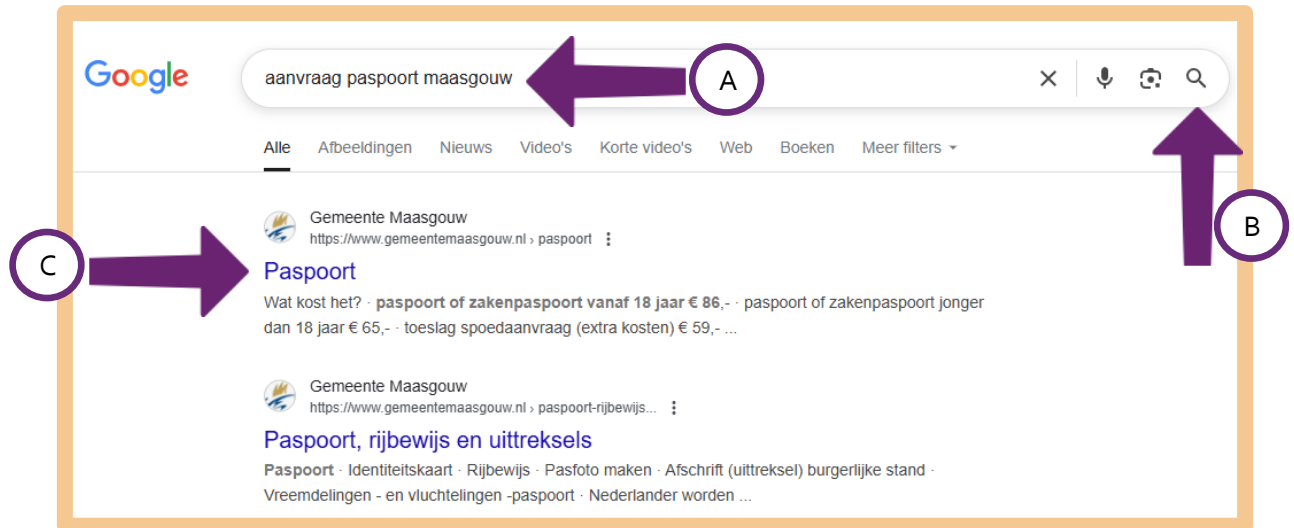 Google
aanvraag paspoort maasgouw
A
Alle Afbeeldingen Nieuws Video's Korte video's Web Boeken Meer filters
B
Gemeente Maasgouw
https://www.gemeentemaasgouw.nl › paspoort
C
Paspoort
Wat kost het? · paspoort of zakenpaspoort vanaf 18 jaar € 86,- · paspoort of zakenpaspoort jonger
dan 18 jaar € 65,- · toeslag spoedaanvraag (extra kosten) € 59,- ...
Gemeente Maasgouw
https://www.gemeentemaasgouw.nl › paspoort-rijbewijs...
Paspoort, rijbewijs en uittreksels
Paspoort · Identiteitskaart · Rijbewijs · Pasfoto maken · Afschrift (uittreksel) burgerlijke stand ·
Vreemdelingen - en vluchtelingen -paspoort · Nederlander worden ...